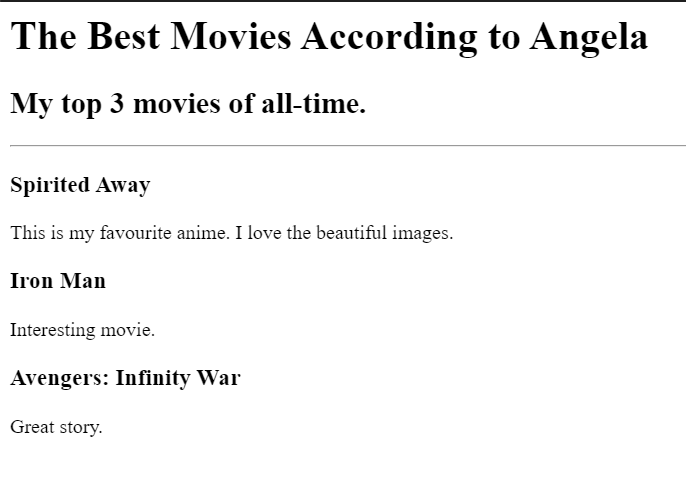 The Best Movies According to Angela
My top 3 movies of all-time.
Spirited Away
This is my favourite anime. I love the beautiful images.
Iron Man
Interesting movie.
Avengers: Infinity War
Great story.